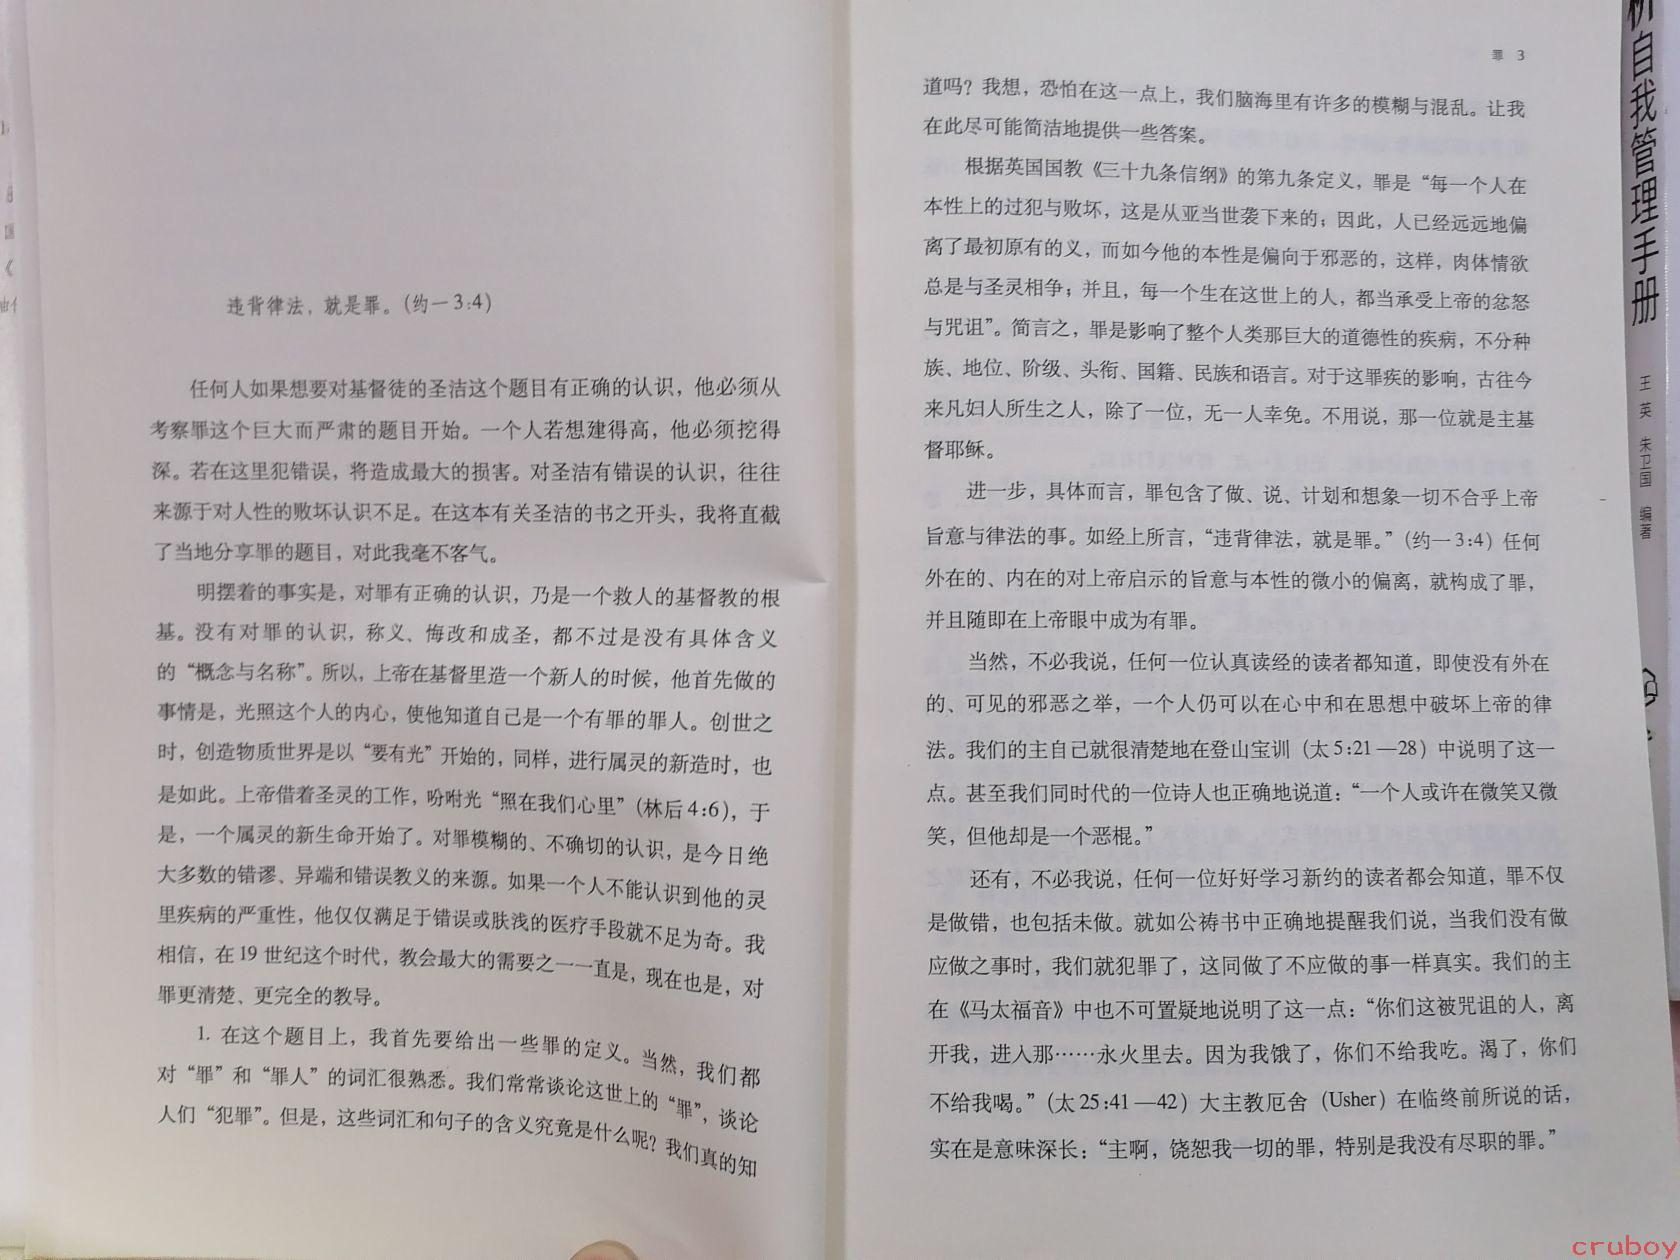 违背律法，就是罪。(约一3:4)
任何人如果想要对基督徒的圣洁这个题目有正确的认识，他必须从
考察罪这个巨大而严肃的题目开始。一个人若想建得高，他必须挖得
深。若在这里犯错误，将造成最大的损害。对圣洁有错误的认识，往往
来源于对人性的败坏认识不足。在这本有关圣洁的书之开头，我将直截
了当地分享罪的题目，对此我毫不客气。
明摆着的事实是，对罪有正确的认识，乃是一个救人的基督教的根
基。没有对罪的认识，称义、悔改和成圣，都不过是没有具体含义
的“概念与名称”。所以，上帝在基督里造一个新人的时候，他首先做的
事情是，光照这个人的内心，使他知道自己是一个有罪的罪人。创世之
时，创造物质世界是以“要有光”开始的，同样，进行属灵的新造时，也
是如此。上帝借着圣灵的工作，吩咐光“照在我们心里”(林后4:6)，于
是，一个属灵的新生命开始了。对罪模糊的、不确切的认识，是今日绝
大多数的错谬、异端和错误教义的来源。如果一个人不能认识到他的灵
里疾病的严重性，他仅仅满足于错误或肤浅的医疗手段就不足为奇。我
相信，在19世纪这个时代，教会最大的需要之一一直是，现在也是，对
罪更清楚、更完全的教导。
1. 在这个题目上，我首先要给出一些罪的定义。当然，我们都
对“罪”和“罪人”的词汇很熟悉。我们常常谈论这世上的“罪”，谈论
人们“犯罪”。但是，这些词汇和句子的含义究竟是什么呢？我们真的知
罪 3
道吗？我想，恐怕在这一点上，我们脑海里有许多的模糊与混乱。让我
在此尽可能简洁地提供一些答案。
根据英国国教《三十九条信纲》的第九条定义，罪是“每一个人在
本性上的过犯与败坏，这是从亚当世袭下来的；因此，人已经远远地偏
离了最初原有的义，而如今他的本性是偏向于邪恶的，这样，肉体情欲
总是与圣灵相争；并且，每一个生在这世上的人，都当承受上帝的忿怒
与咒诅”。简言之，罪是影响了整个人类那巨大的道德性的疾病，不分种
族、地位、阶级、头衔、国籍、民族和语言。对于这罪疾的影响，古往今
来凡妇人所生之人，除了一位，无一人幸免。不用说，那一位就是主基
督耶稣。
进一步，具体而言，罪包含了做、说、计划和想象一切不合乎上帝
旨意与律法的事。如经上所言，“违背律法，就是罪。”(约一3:4)任何
外在的、内在的对上帝启示的旨意与本性的微小的偏离，就构成了罪，
并且随即在上帝眼中成为有罪。
当然，不必我说，任何一位认真读经的读者都知道，即使没有外在
的、可见的邪恶之举，一个人仍可以在心中和在思想中破坏上帝的律
法。我们的主自己就很清楚地在登山宝训（太5:21—28）中说明了这一
点。甚至我们同时代的一位诗人也正确地说道：“一个人或许在微笑又微
笑，但他却是一个恶棍。”
还有，不必我说，任何一位好好学习新约的读者都会知道，罪不仅
是做错，也包括未做。就如公祷书中正确地提醒我们说，当我们没有做
应做之事时，我们就犯罪了，这同做了不应做的事一样真实。我们的主
在《马太福音》中也不可置疑地说明了这一点：“你们这被咒诅的人，离
开我，进入那……永火里去。因为我饿了，你们不给我吃。渴了，你们
不给我喝。”（太25:41—42）大主教厄舍（Usher）在临终前所说的话，
实在是意味深长：“主啊，饶恕我一切的罪，特别是我没有尽职的罪。”
析自我管理手册
王 英 朱卫国 编著
cruboy